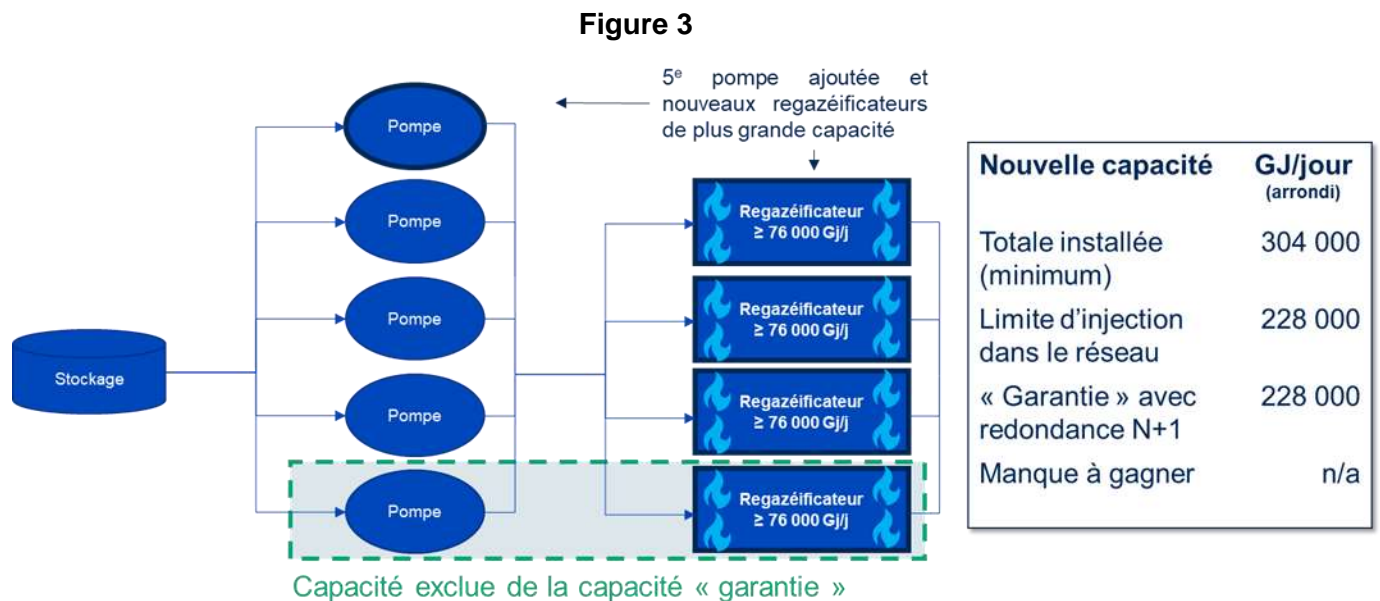 Figure 3
5e pompe ajoutée et
nouveaux regazéificateurs
de plus grande capacité
Stockage
Pompe
Pompe
Pompe
Pompe
Pompe
Regazéificateur
≥ 76 000 Gj/j
Regazéificateur
≥ 76 000 Gj/j
Regazéificateur
≥ 76 000 Gj/j
Regazéificateur
≥ 76 000 Gj/j
Capacité exclue de la capacité « garantie »
Nouvelle capacité GJ/jour
(arrondi)
Totale installée 304 000
(minimum)
Limite d'injection 228 000
dans le réseau
« Garantie » avec 228 000
redondance N+1
Manque à gagner n/a